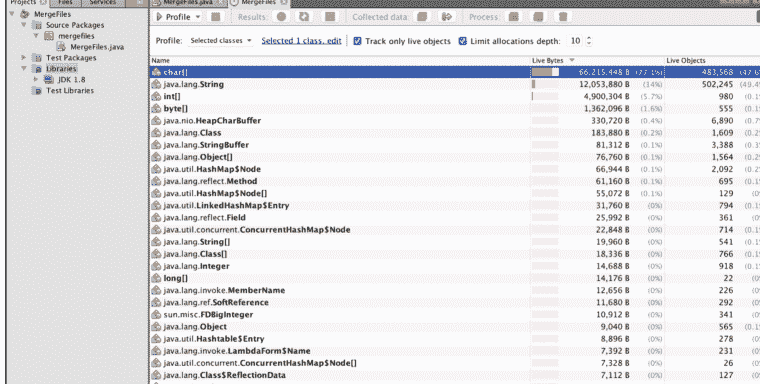 Projects Files Services
MergeFiles.java MergeFiles
MergeFiles
Source Packages
mergefiles
MergeFiles.java
Test Packages
Libraries
JDK 1.8
Test Libraries
Profile Results: Collected data: Process:
Profile: Selected classes Selected 1 class, edit Track only live objects Limit allocations depth: 10
Name Live Bytes Live Objects
char[] 66,215,448 B (77.1%) 483,568
java.lang.String 12,053,880 B (14%) 502,245
int[] 4,900,304 B (5.7%) 980
byte[] 1,362,096 B (1.6%) 555
java.nio.HeapCharBuffer 330,720 B (0.4%) 6,890
java.lang.Class 183,880 B (0.2%) 1,609
java.lang.StringBuffer 81,312 B (0.1%) 3,388
java.lang.Object[] 76,760 B (0.1%) 1,564
java.util.HashMap$Node 66,944 B (0.1%) 2,092
java.lang.reflect.Method 61,160 B (0.1%) 695
java.util.HashMap$Node[] 55,072 B (0.1%) 129
java.util.LinkedHashMap$Entry 31,760 B (0%) 794
java.lang.reflect.Field 25,992 B (0%) 361
java.util.concurrent.ConcurrentHashMap$Node 22,848 B (0%) 714
java.lang.String[] 19,960 B (0%) 541
java.lang.Class[] 18,336 B (0%) 766
java.lang.Integer 14,688 B (0%) 918
long[] 14,176 B (0%) 22
java.lang.invoke.MemberName 12,656 B (0%) 226
java.lang.ref.SoftReference 11,680 B (0%) 292
sun.misc.FDBigInteger 10,912 B (0%) 341
java.lang.Object 9,040 B (0%) 565
java.util.Hashtable$Entry 8,896 B (0%) 278
java.lang.invoke.LambdaForm$Name 7,392 B (0%) 231
java.util.concurrent.ConcurrentHashMap$Node[] 7,328 B (0%) 26
java.lang.Class$ReflectionData 7,112 B (0%) 127